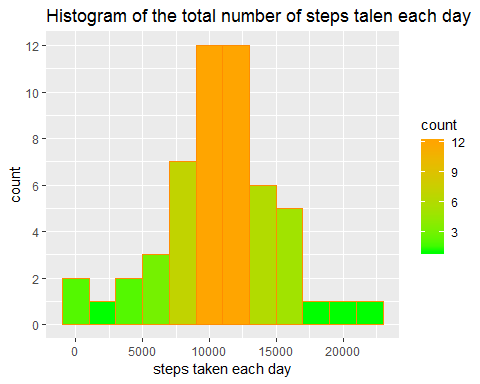 Histogram of the total number of steps talen each day
12
10
8
6
4
2
0
count
0 5000 10000 15000 20000
steps taken each day
count
12
9
6
3